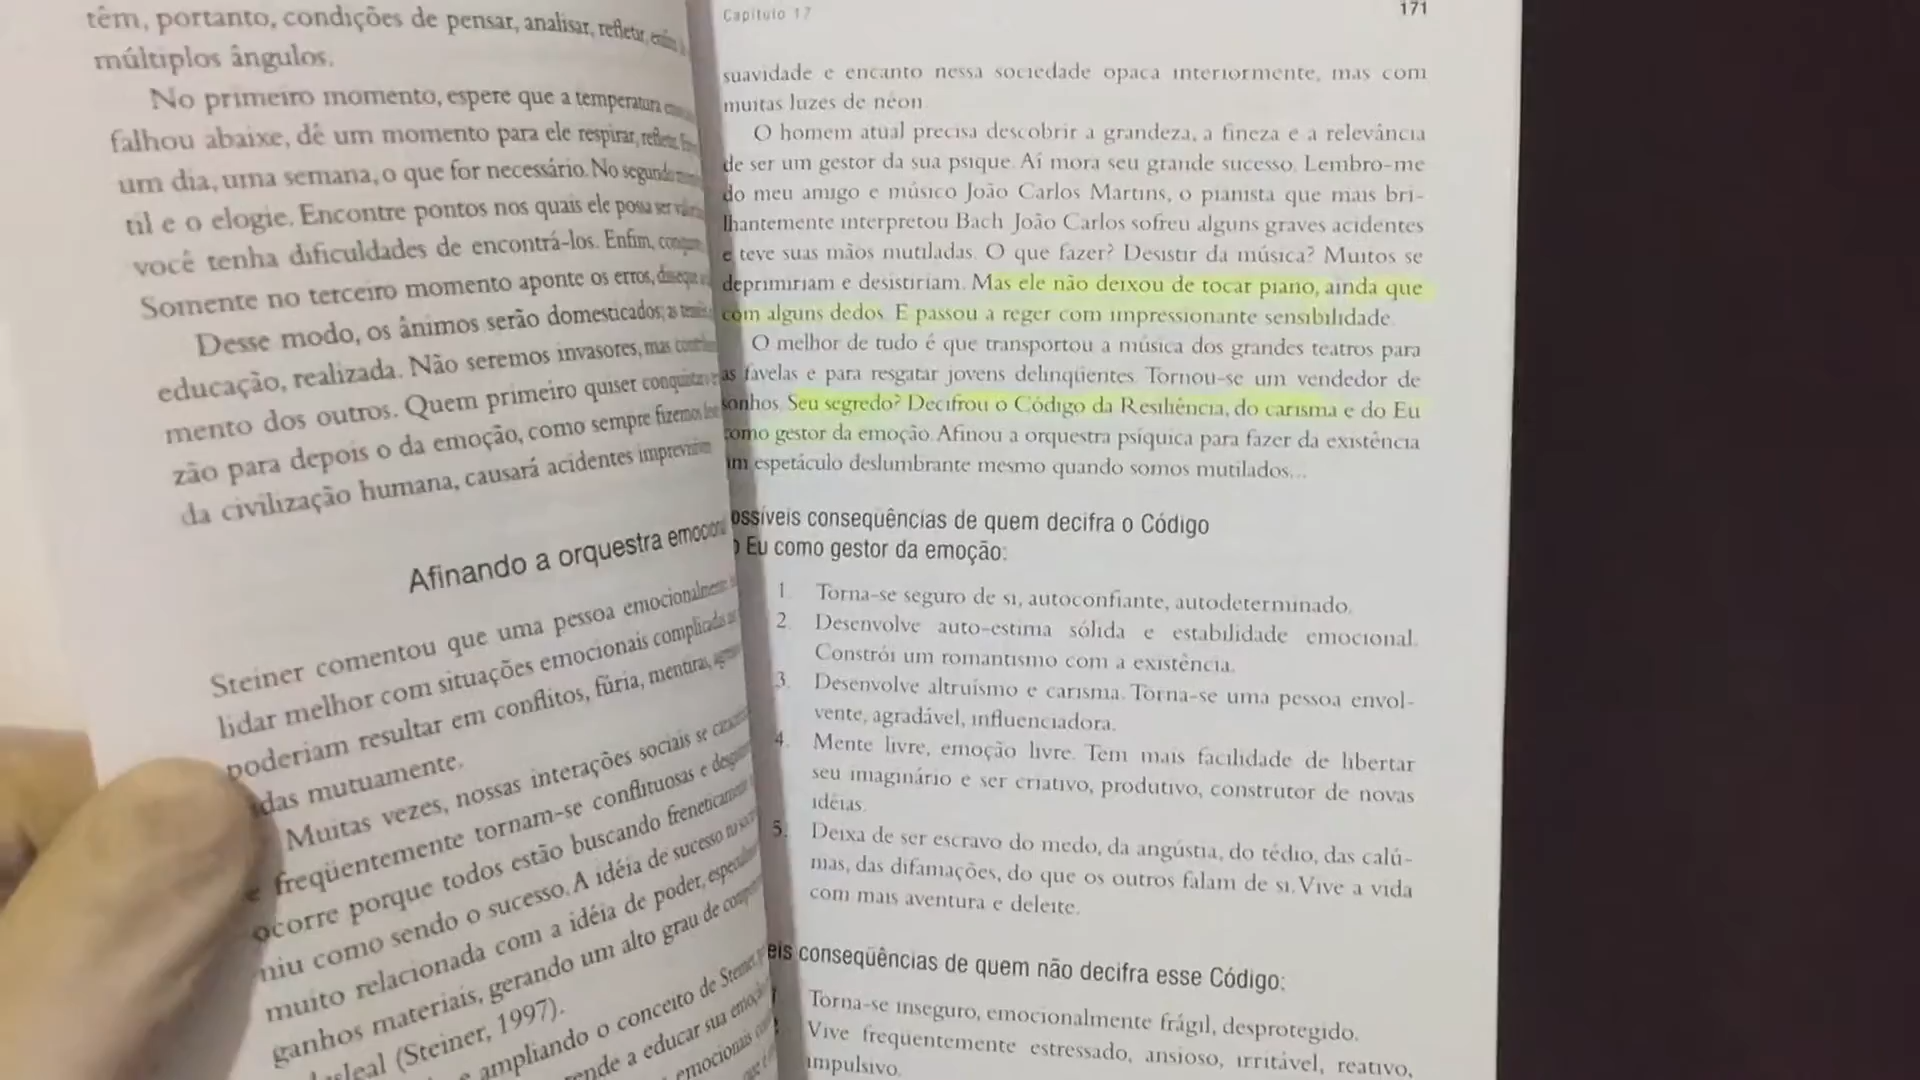 têm, portanto, condições de pensar, analisar, refletir, enfim
múltiplos ângulos.
No primeiro momento, espere que a temperatura
falhou abaixe, dê um momento para ele respirar, refletir,
um dia, uma semana, o que for necessário. No segundo
til e o elogie. Encontre pontos nos quais ele possa ser
você tenha dificuldades de encontrá-los. Enfim,
Somente no terceiro momento aponte os erros,
Desse modo, os ânimos serão domesticados,
educação, realizada. Não seremos invasores, mas
mento dos outros. Quem primeiro quiser conquistar
zão para depois o da emoção, como sempre fizemos
da civilização humana, causará acidentes
Afinando a orquestra emocional
Steiner comentou que uma pessoa emocionalmente
lidar melhor com situações emocionais complicadas
poderiam resultar em conflitos, fúria, mentiras,
das mutuamente.
Muitas vezes, nossas interações sociais se
e freqüentemente tornam-se conflituosas e
ocorre porque todos estão buscando freneticamente
niu como sendo o sucesso. A idéia de sucesso
muito relacionada com a idéia de poder,
ganhos materiais, gerando um alto grau de
desleal (Steiner, 1997).
ampliando o conceito de Steiner,
a educar sua emoção
emocionais
Capítulo 17
171
suavidade e encanto nessa sociedade opaca interiormente, mas com
muitas luzes de néon.
O homem atual precisa descobrir a grandeza, a fineza e a relevância
de ser um gestor da sua psique. Aí mora seu grande sucesso. Lembro-me
do meu amigo e músico João Carlos Martins, o pianista que mais bri-
lhantemente interpretou Bach. João Carlos sofreu alguns graves acidentes
e teve suas mãos mutiladas. O que fazer? Desistir da música? Muitos se
deprimiriam e desistiriam. Mas ele não deixou de tocar piano, ainda que
com alguns dedos. E passou a reger com impressionante sensibilidade.
O melhor de tudo é que transportou a música dos grandes teatros para
as favelas e para resgatar jovens delinqüentes. Tornou-se um vendedor de
sonhos. Seu segredo? Decifrou o Código da Resiliência, do carisma e do Eu
como gestor da emoção. Afinou a orquestra psíquica para fazer da existência
um espetáculo deslumbrante mesmo quando somos mutilados...
ossíveis conseqüências de quem decifra o Código
o Eu como gestor da emoção:
1. Torna-se seguro de si, autoconfiante, autodeterminado.
2. Desenvolve auto-estima sólida e estabilidade emocional.
Constrói um romantismo com a existência.
3. Desenvolve altruísmo e carisma. Torna-se uma pessoa envol-
vente, agradável, influenciadora.
4. Mente livre, emoção livre. Tem mais facilidade de libertar
seu imaginário e ser criativo, produtivo, construtor de novas
idéias.
5. Deixa de ser escravo do medo, da angústia, do tédio, das calú-
mas, das difamações, do que os outros falam de si. Vive a vida
com mais aventura e deleite.
eis conseqüências de quem não decifra esse Código:
Torna-se inseguro, emocionalmente frágil, desprotegido.
Vive freqüentemente estressado, ansioso, irritável, reativo,
impulsivo.